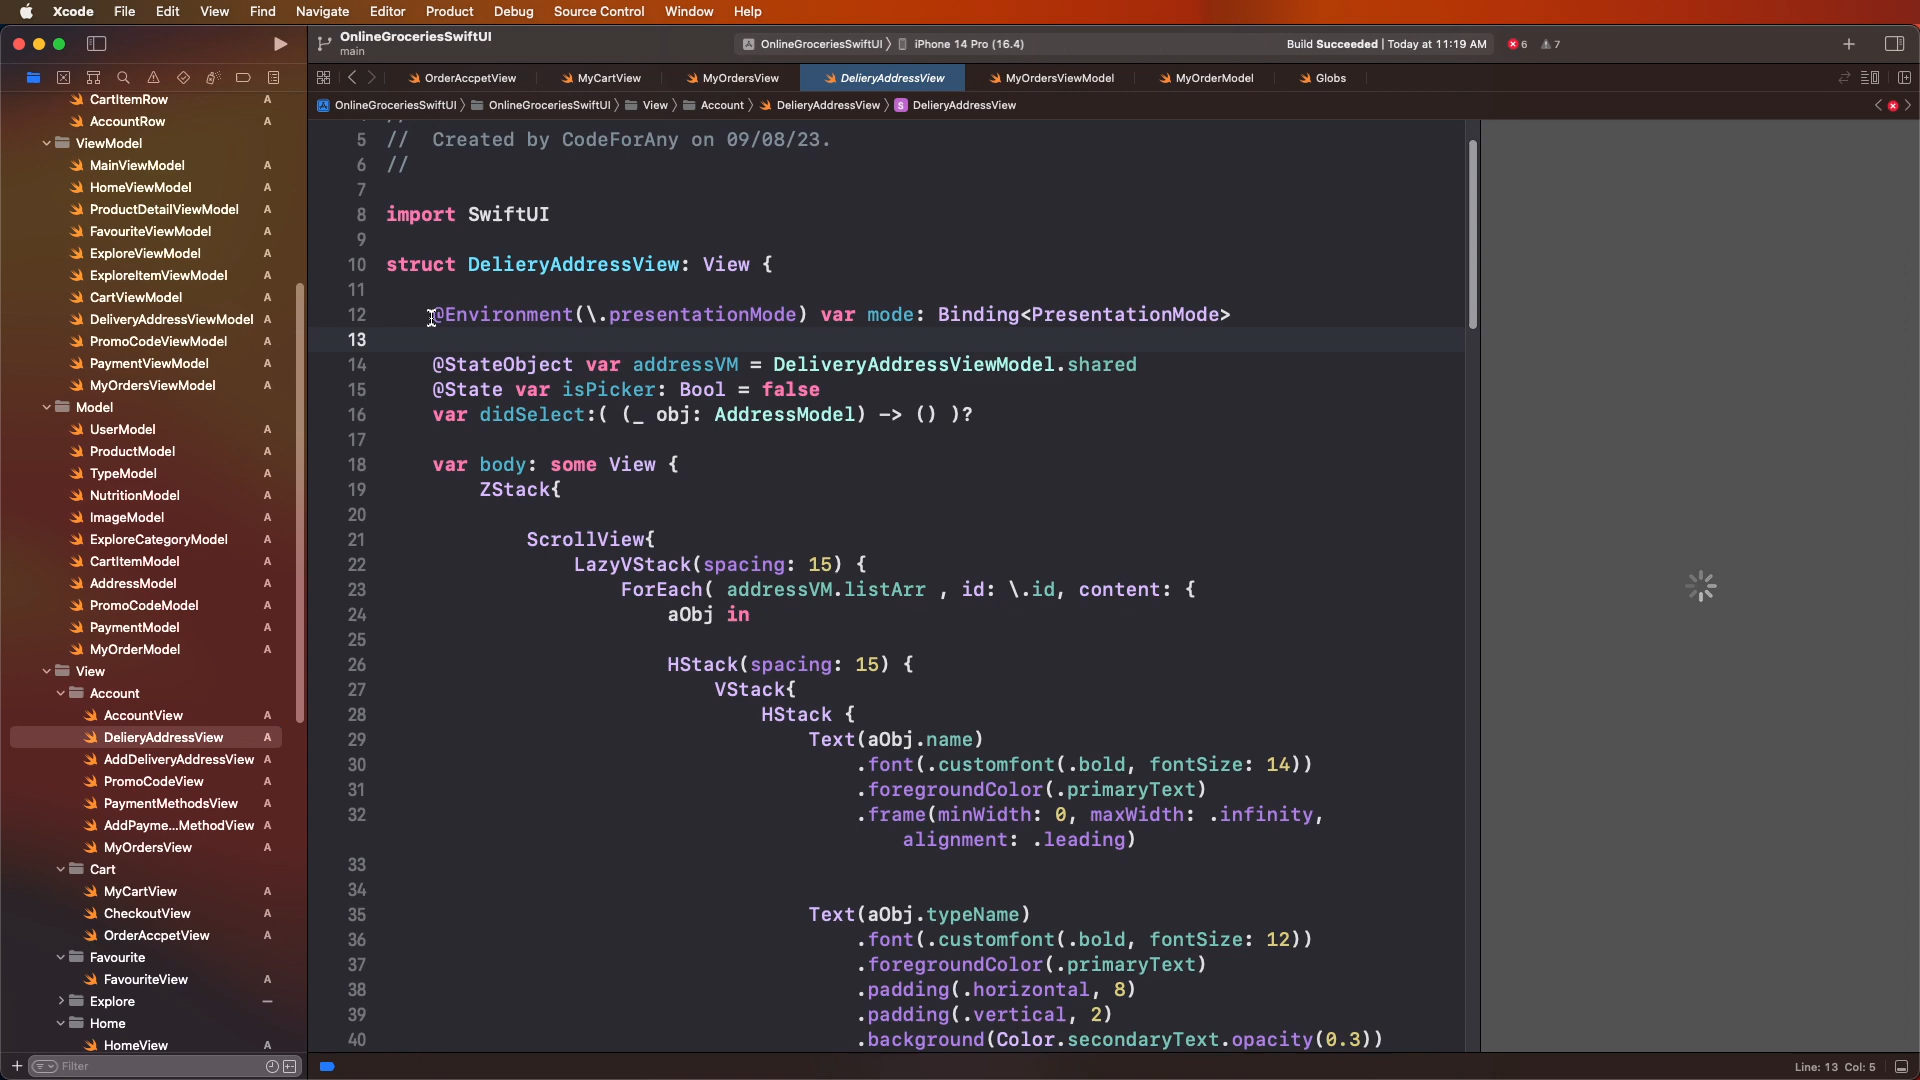 Xcode File Edit View Find Navigate Editor Product Debug Source Control Window Help
OnlineGroceriesSwiftUI
main
OnlineGroceriesSwiftUI 〉 iPhone 14 Pro (16.4)
Build Succeeded | Today at 11:19 AM 6 7
OrderAccpetView MyCartView MyOrdersView DelieryAddressView MyOrdersViewModel MyOrderModel Globs
OnlineGroceriesSwiftUI 〉 OnlineGroceriesSwiftUI 〉 View 〉 Account 〉 DelieryAddressView 〉 S DelieryAddressView
CartItemRow A
AccountRow A
ViewModel
MainViewModel A
HomeViewModel A
ProductDetailViewModel A
FavouriteViewModel A
ExploreViewModel A
ExploreItemViewModel A
CartViewModel A
DeliveryAddressViewModel A
PromoCodeViewModel A
PaymentViewModel A
MyOrdersViewModel A
Model
UserModel A
ProductModel A
TypeModel A
NutritionModel A
ImageModel A
ExploreCategoryModel A
CartItemModel A
AddressModel A
PromoCodeModel A
PaymentModel A
MyOrderModel A
View
Account
AccountView A
DelieryAddressView A
AddDeliveryAddressView A
PromoCodeView A
PaymentMethodsView A
AddPayme...MethodView A
MyOrdersView A
Cart
MyCartView A
CheckoutView A
OrderAccpetView A
Favourite
FavouriteView A
Explore
Home
HomeView A
Filter
5 // Created by CodeForAny on 09/08/23.
6 //
7
8 import SwiftUI
9
10 struct DelieryAddressView: View {
11
12 @Environment(\.presentationMode) var mode: Binding<PresentationMode>
13
14 @StateObject var addressVM = DeliveryAddressViewModel.shared
15 @State var isPicker: Bool = false
16 var didSelect:( (_ obj: AddressModel) -> () )?
17
18 var body: some View {
19 ZStack{
20
21 ScrollView{
22 LazyVStack(spacing: 15) {
23 ForEach( addressVM.listArr , id: \.id, content: {
24 aObj in
25
26 HStack(spacing: 15) {
27 VStack{
28 HStack {
29 Text(aObj.name)
30 .font(.customfont(.bold, fontSize: 14))
31 .foregroundColor(.primaryText)
32 .frame(minWidth: 0, maxWidth: .infinity,
alignment: .leading)
33
34
35 Text(aObj.typeName)
36 .font(.customfont(.bold, fontSize: 12))
37 .foregroundColor(.primaryText)
38 .padding(.horizontal, 8)
39 .padding(.vertical, 2)
40 .background(Color.secondaryText.opacity(0.3))
Line: 13 Col: 5